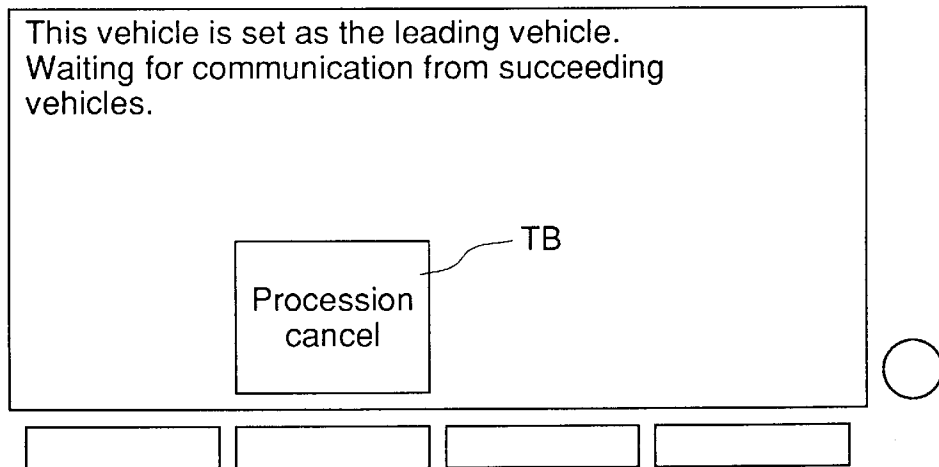 This vehicle is set as the leading vehicle.
Waiting for communication from succeeding
vehicles.
TB
Procession
cancel